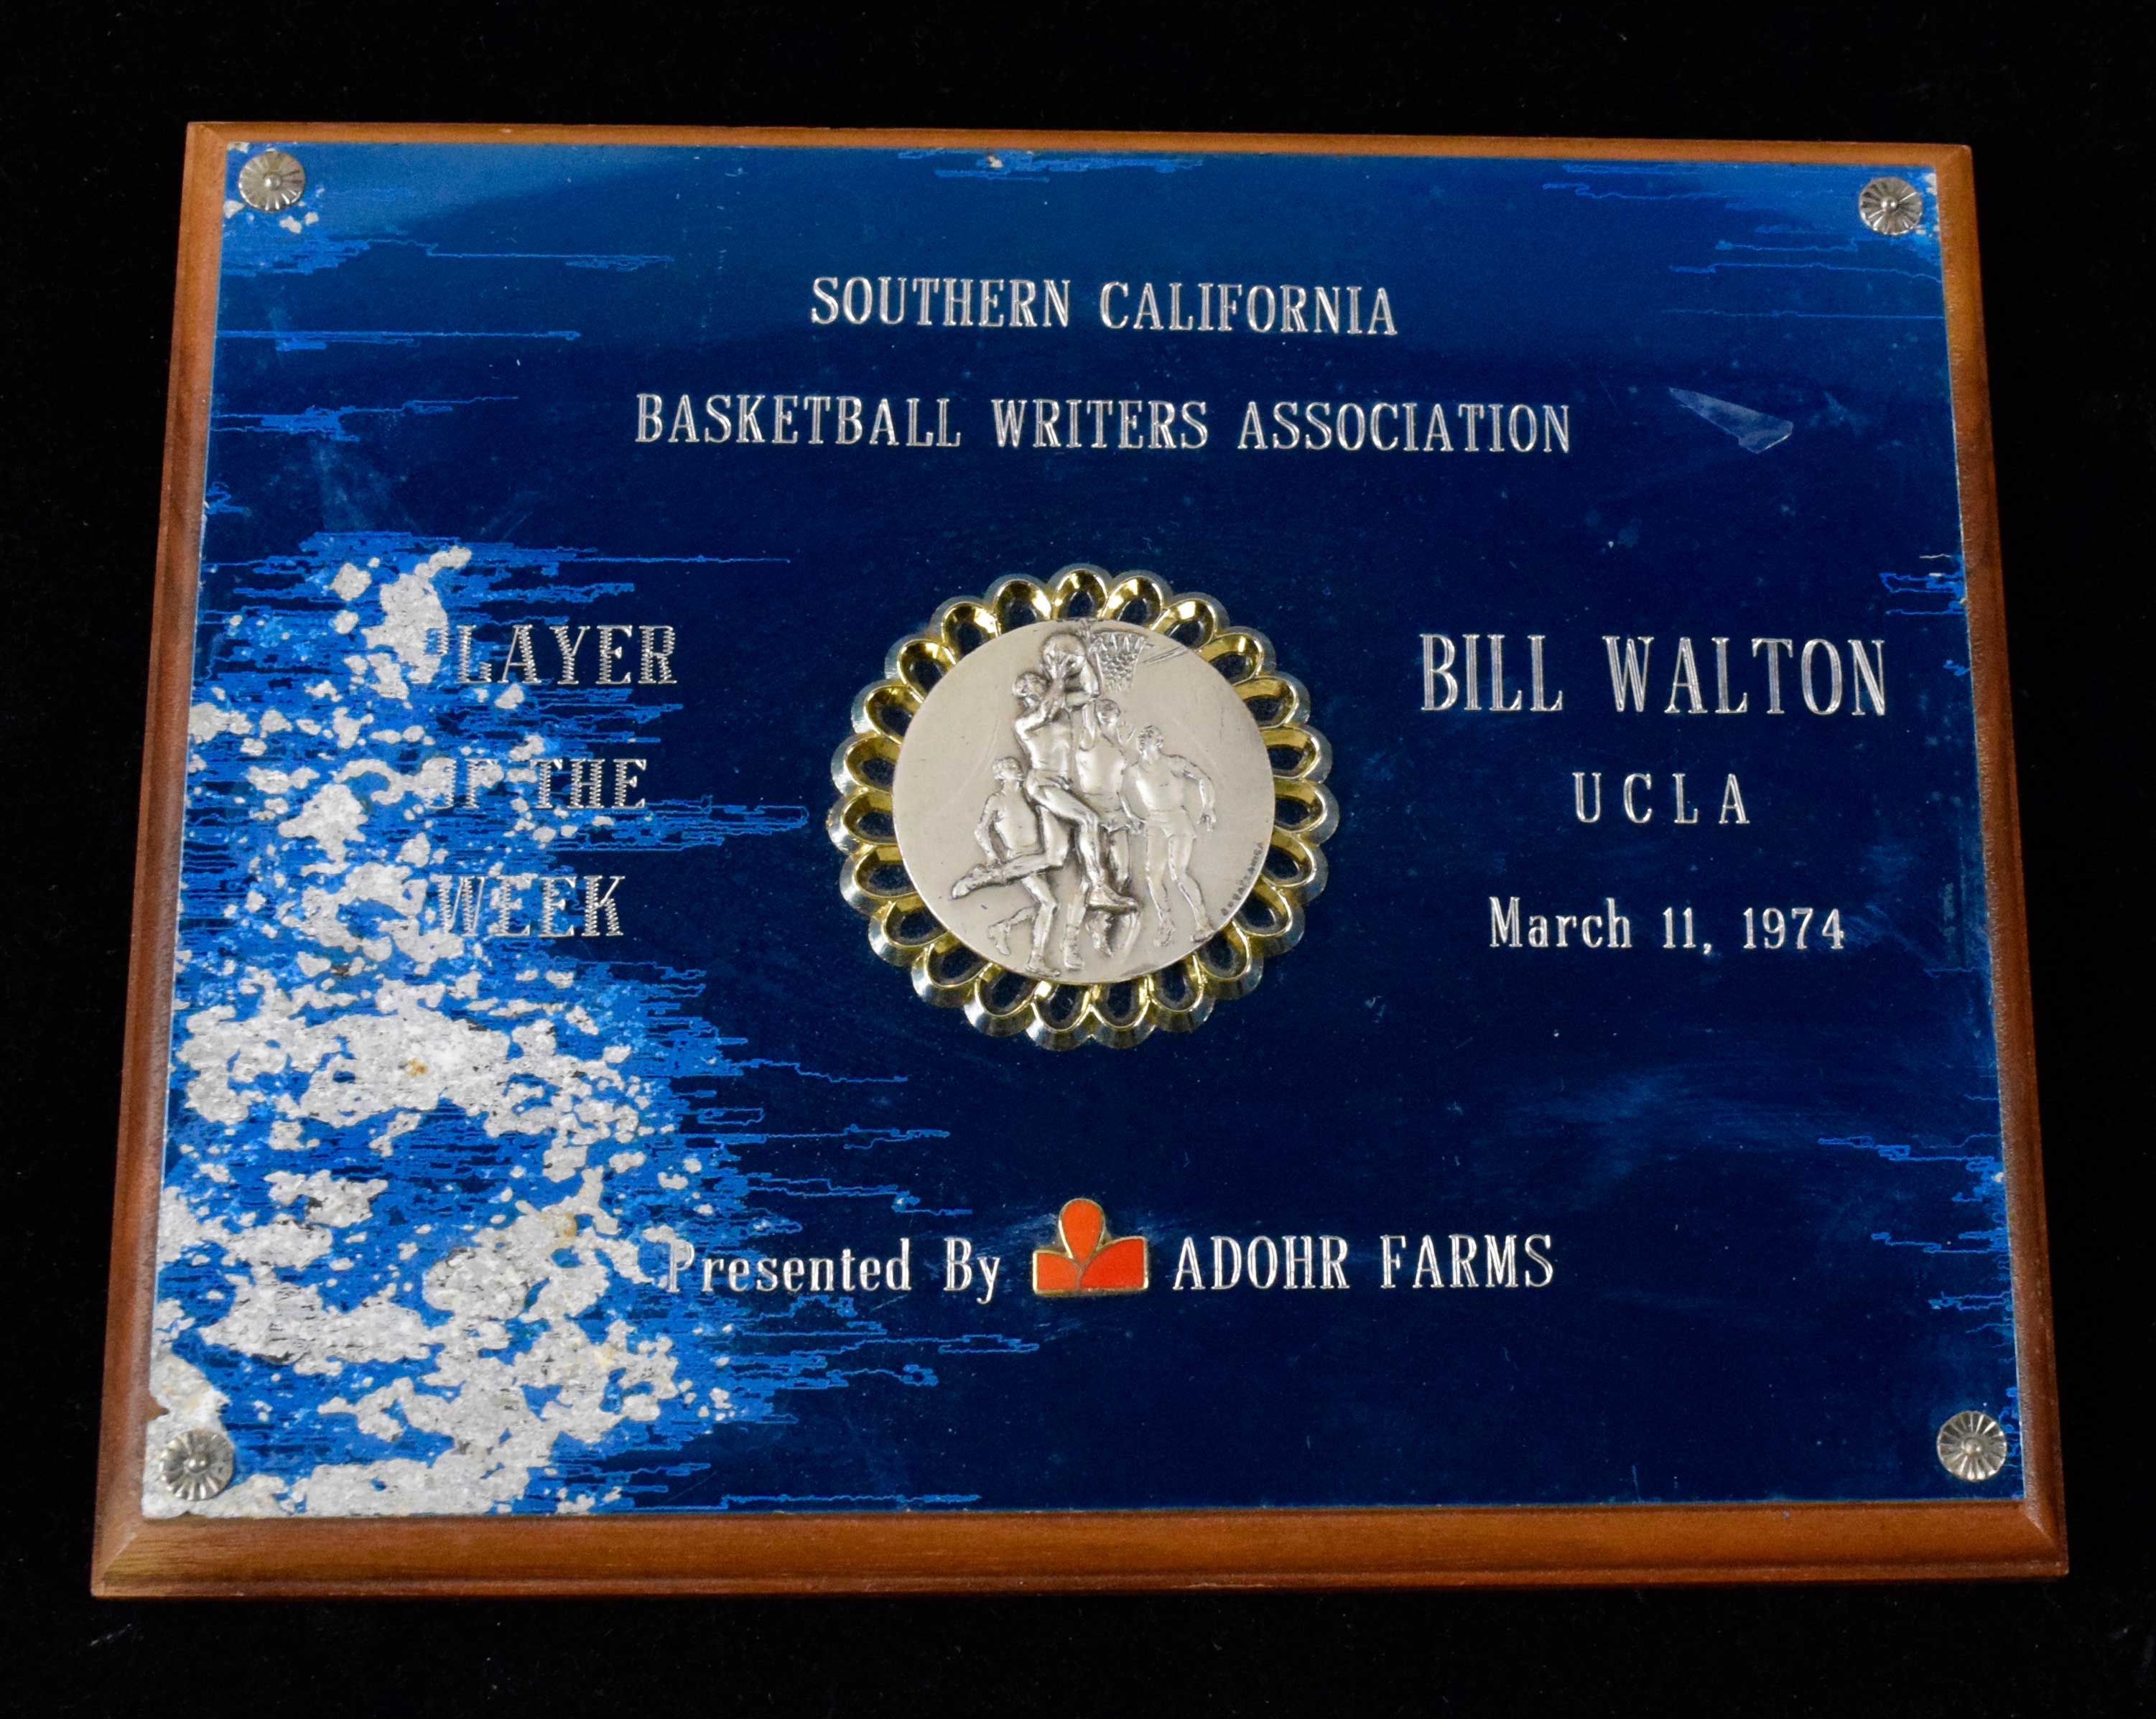 SOUTHERN CALIFORNIA
BASKETBALL WRITERS ASSOCIATION
PLAYER
OF THE
WEEK
BILL WALTON
UCLA
March 11, 1974
Presented By ADOHR FARMS